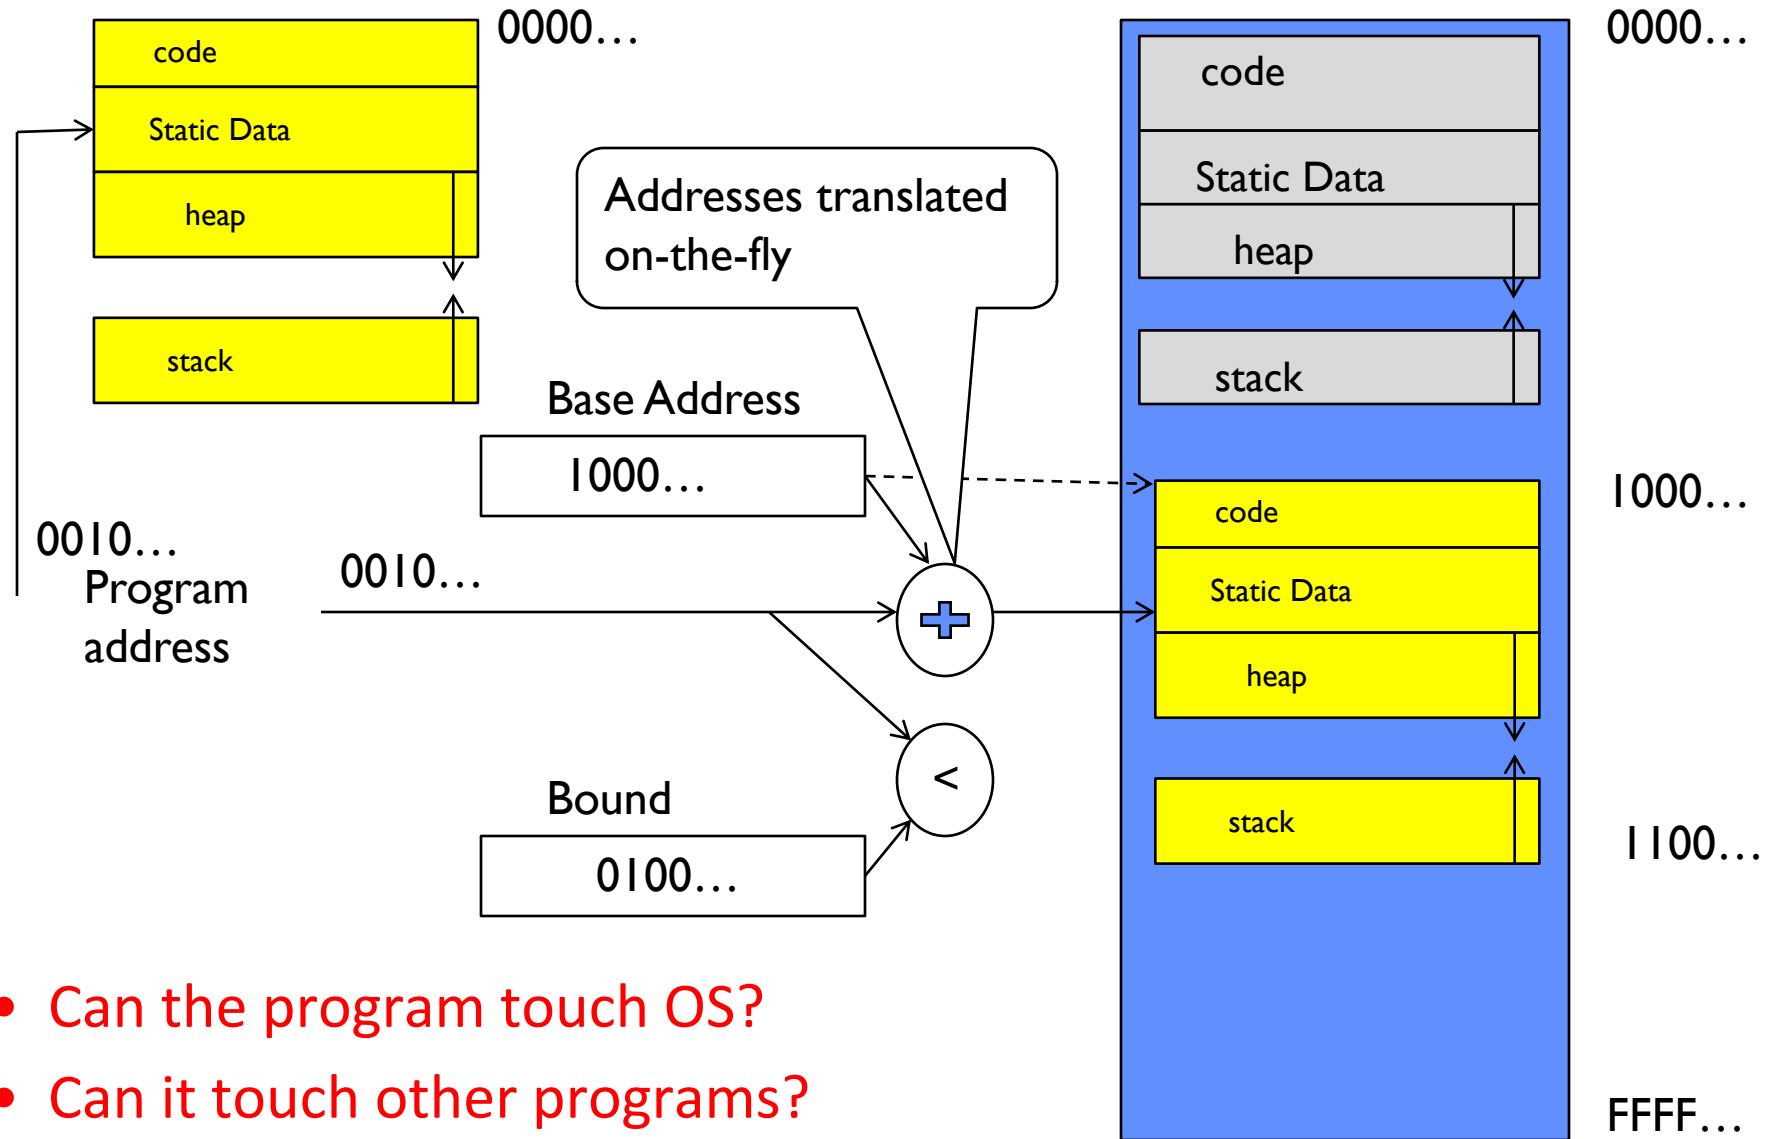 code
Static Data
heap
stack
0000…
0010…
Program
address
0010…
Addresses translated
on-the-fly
Base Address
1000…
+
<
Bound
0100…
code
Static Data
heap
stack
code
Static Data
heap
stack
0000…
1000…
1100…
FFFF…
• Can the program touch OS?
• Can it touch other programs?